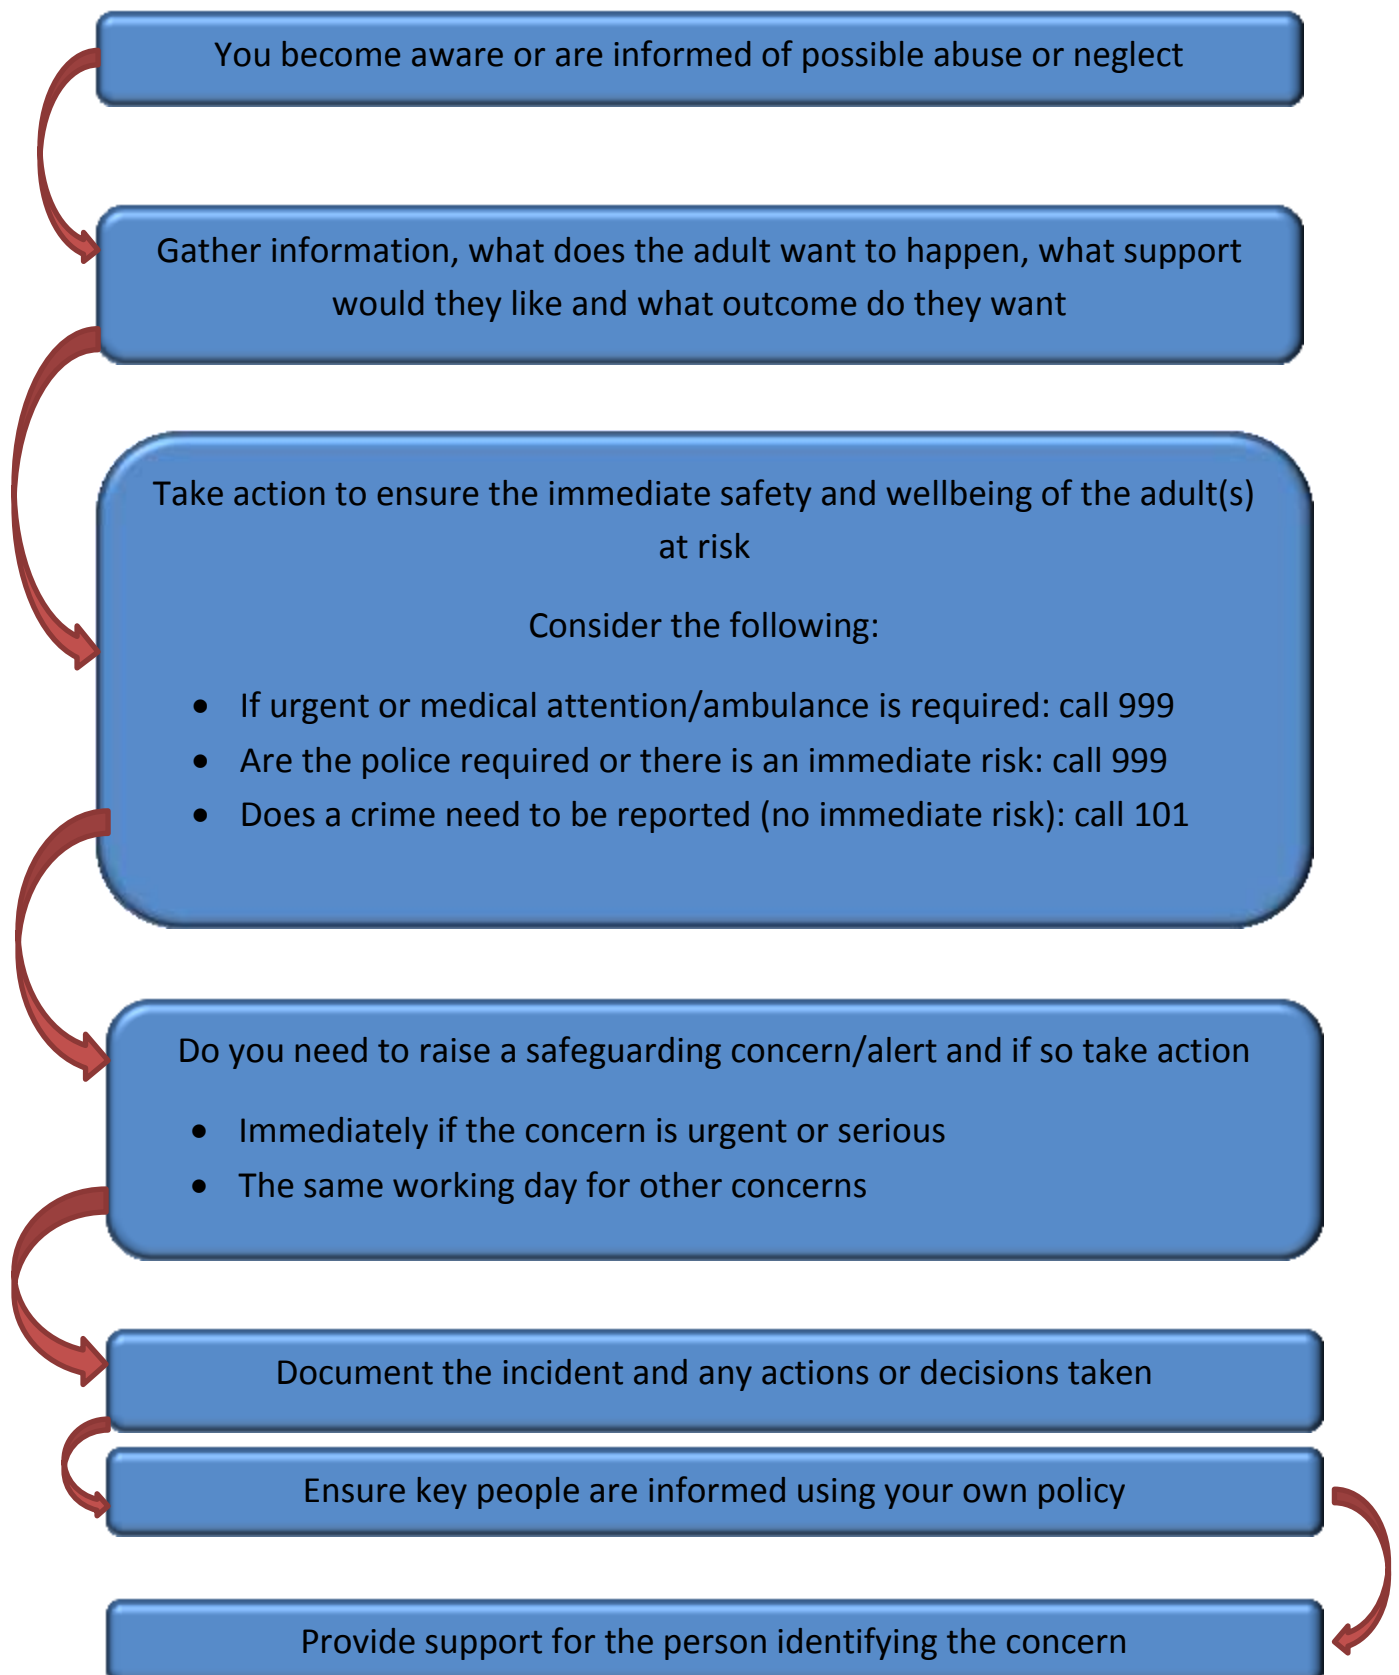 You become aware or are informed of possible abuse or neglect
Gather information, what does the adult want to happen, what support
would they like and what outcome do they want
Take action to ensure the immediate safety and wellbeing of the adult(s)
at risk
Consider the following:
• If urgent or medical attention/ambulance is required: call 999
• Are the police required or there is an immediate risk: call 999
• Does a crime need to be reported (no immediate risk): call 101
Do you need to raise a safeguarding concern/alert and if so take action
• Immediately if the concern is urgent or serious
• The same working day for other concerns
Document the incident and any actions or decisions taken
Ensure key people are informed using your own policy
Provide support for the person identifying the concern